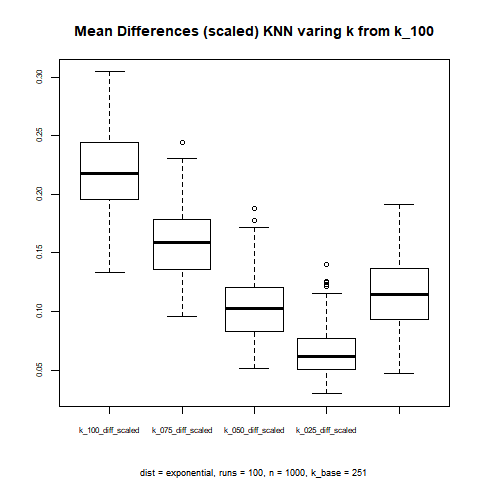 Mean Differences (scaled) KNN varing k from k_100
0.30
0.25
0.20
0.15
0.10
0.05
k_100_diff_scaled k_075_diff_scaled k_050_diff_scaled k_025_diff_scaled
dist = exponential, runs = 100, n = 1000, k_base = 251